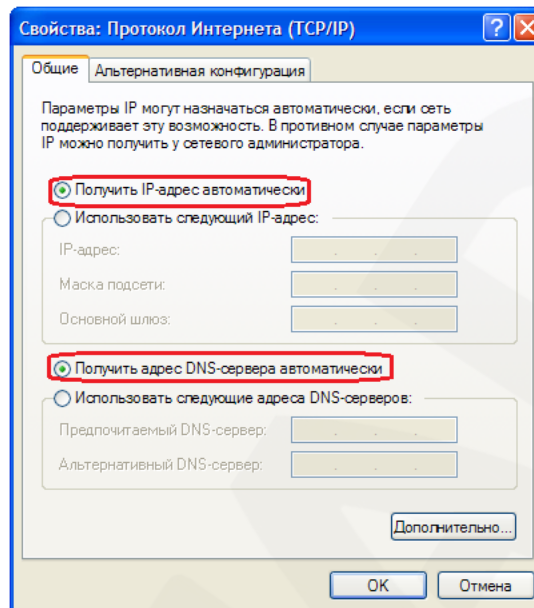 Свойства: Протокол Интернета (TCP/IP)
Общие
Альтернативная конфигурация
Параметры IP могут назначаться автоматически, если сеть
поддерживает эту возможность. В противном случае параметры
IP можно получить у сетевого администратора.
Получить IP-адрес автоматически
Использовать следующий IP-адрес:
IP-адрес:
Маска подсети:
Основной шлюз:
Получить адрес DNS-сервера автоматически
Использовать следующие адреса DNS-серверов:
Предпочитаемый DNS-сервер:
Альтернативный DNS-сервер:
Дополнительно...
OK
Отмена